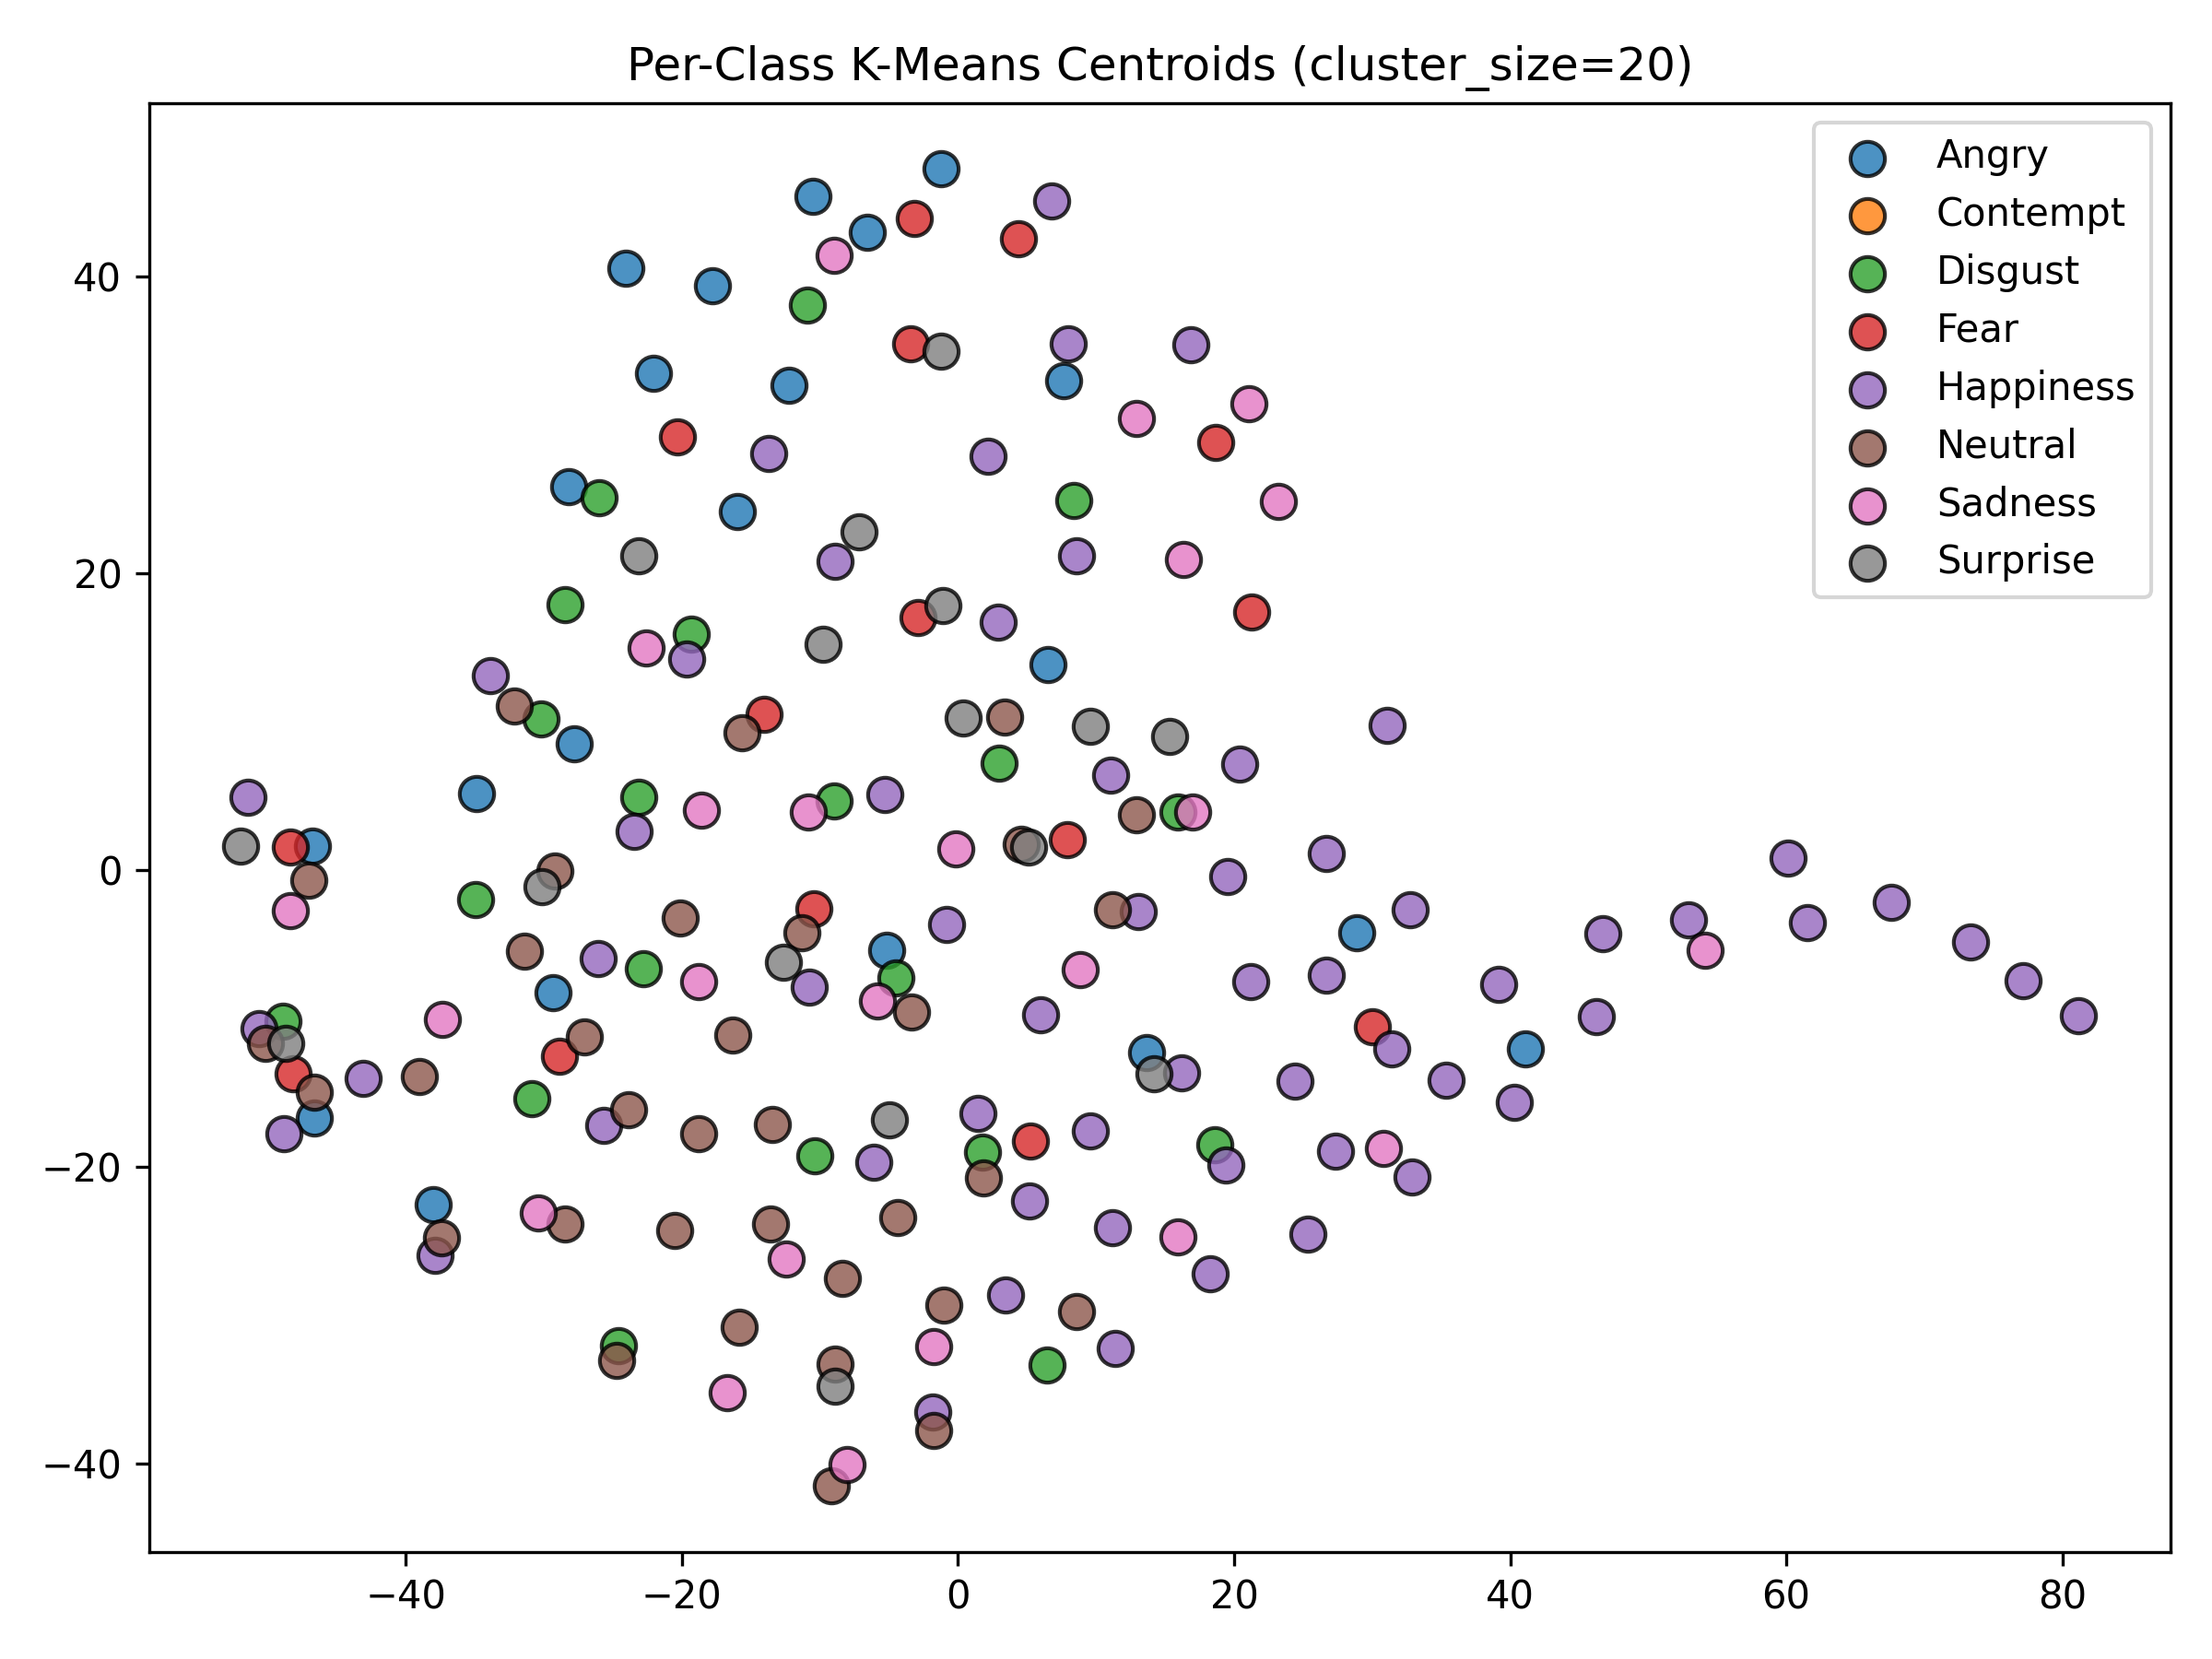 Per-Class K-Means Centroids (cluster_size=20)
Angry
Contempt
Disgust
Fear
Happiness
Neutral
Sadness
Surprise
40
20
0
−20
−40
−40 −20 0 20 40 60 80